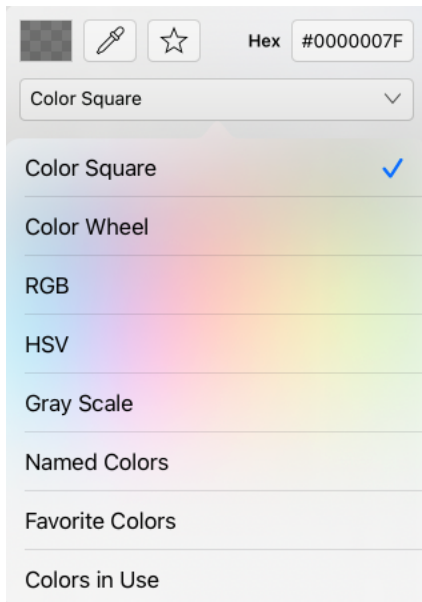 Hex #0000007F
Color Square
Color Square
Color Wheel
RGB
HSV
Gray Scale
Named Colors
Favorite Colors
Colors in Use